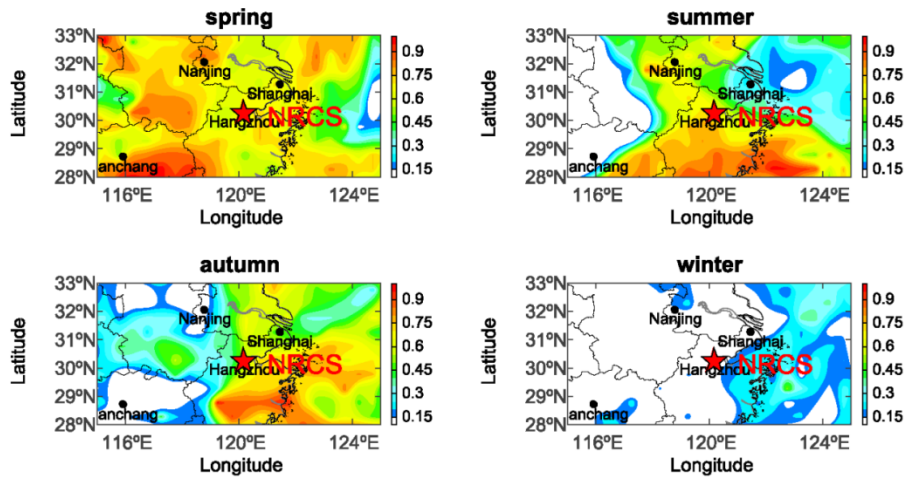 spring
33°N
32°N
31°N
30°N
29°N
28°N
Latitude
Nanjing
Shanghai
Hangzhou
NRCS
anchang
116°E
120°E
124°E
Longitude
0.9
0.75
0.6
0.45
0.3
0.15
summer
33°N
32°N
31°N
30°N
29°N
28°N
Latitude
Nanjing
Shanghai
Hangzhou
NRCS
anchang
116°E
120°E
124°E
Longitude
0.9
0.75
0.6
0.45
0.3
0.15
autumn
33°N
32°N
31°N
30°N
29°N
28°N
Latitude
Nanjing
Shanghai
Hangzhou
NRCS
anchang
116°E
120°E
124°E
Longitude
0.9
0.75
0.6
0.45
0.3
0.15
winter
33°N
32°N
31°N
30°N
29°N
28°N
Latitude
Nanjing
Shanghai
Hangzhou
NRCS
anchang
116°E
120°E
124°E
Longitude
0.9
0.75
0.6
0.45
0.3
0.15